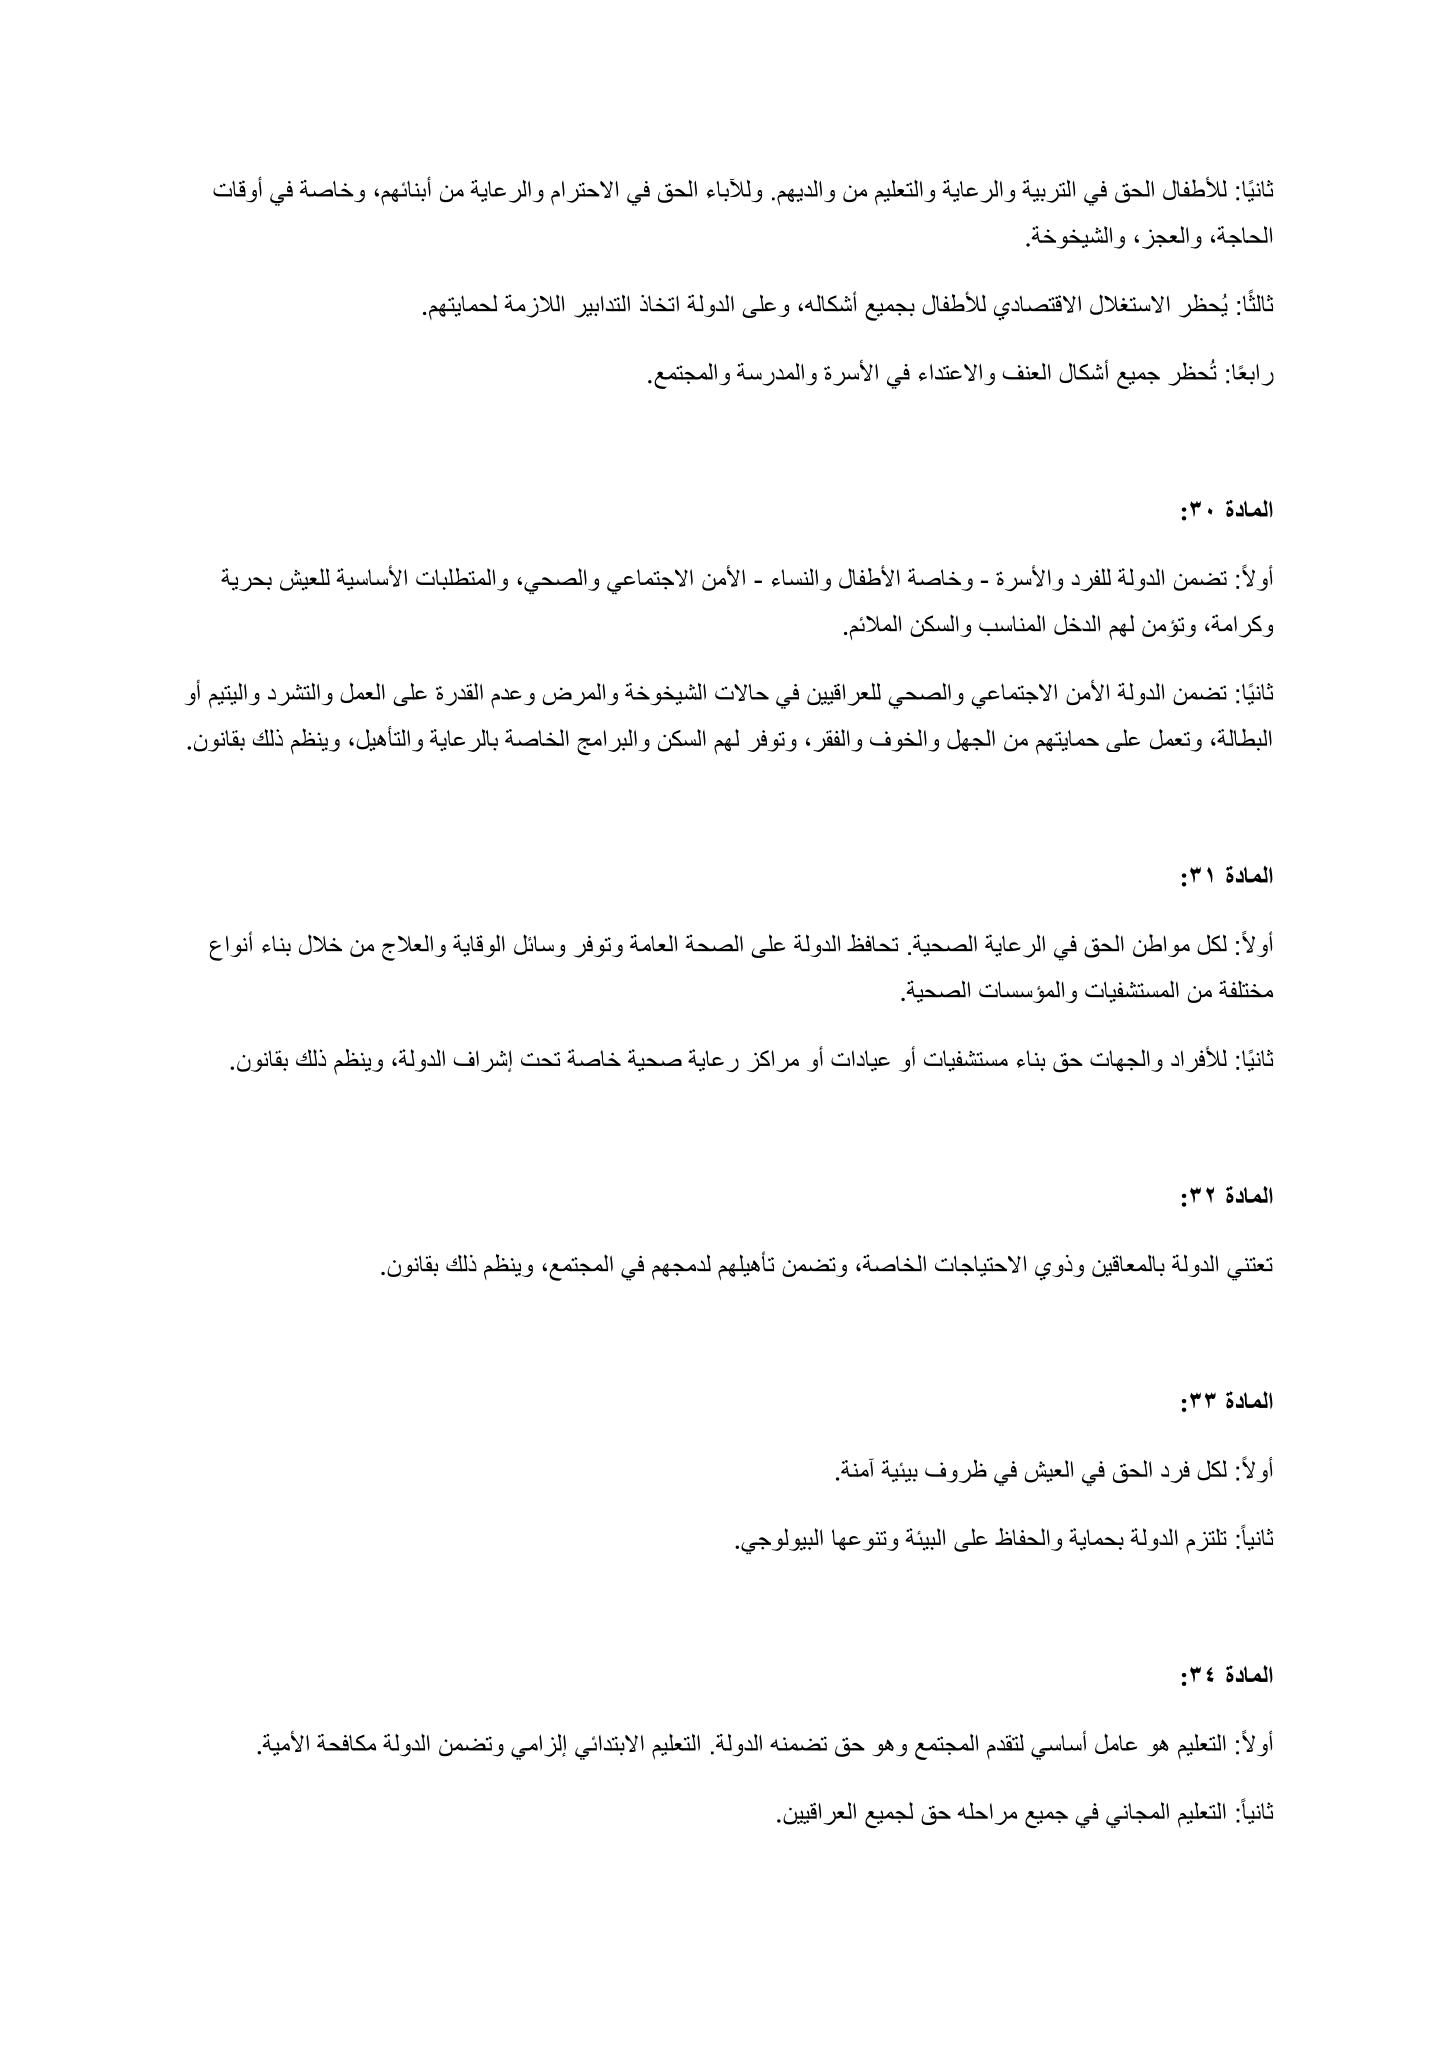 ثانيًا: للأطفال الحق في التربية والرعاية والتعليم من والديهم. وللآباء الحق في الاحترام والرعاية من أبنائهم، وخاصة في أوقات
الحاجة، والعجز، والشيخوخة.
ثالثًا: يُحظر الاستغلال الاقتصادي للأطفال بجميع أشكاله، وعلى الدولة اتخاذ التدابير اللازمة لحمايتهم.
رابعًا: تُحظر جميع أشكال العنف والاعتداء في الأسرة والمدرسة والمجتمع.
المادة ٣٠:
أولاً: تضمن الدولة للفرد والأسرة - وخاصة الأطفال والنساء - الأمن الاجتماعي والصحي، والمتطلبات الأساسية للعيش بحرية
وكرامة، وتؤمن لهم الدخل المناسب والسكن الملائم.
ثانيًا: تضمن الدولة الأمن الاجتماعي والصحي للعراقيين في حالات الشيخوخة والمرض وعدم القدرة على العمل والتشرد واليتيم أو
البطالة، وتعمل على حمايتهم من الجهل والخوف والفقر، وتوفر لهم السكن والبرامج الخاصة بالرعاية والتأهيل، وينظم ذلك بقانون.
المادة ٣١:
أولاً: لكل مواطن الحق في الرعاية الصحية. تحافظ الدولة على الصحة العامة وتوفر وسائل الوقاية والعلاج من خلال بناء أنواع
مختلفة من المستشفيات والمؤسسات الصحية.
ثانيًا: للأفراد والجهات حق بناء مستشفيات أو عيادات أو مراكز رعاية صحية خاصة تحت إشراف الدولة، وينظم ذلك بقانون.
المادة ٣٢:
تعتني الدولة بالمعاقين وذوي الاحتياجات الخاصة، وتضمن تأهيلهم لدمجهم في المجتمع، وينظم ذلك بقانون.
المادة ٣٣:
أولاً: لكل فرد الحق في العيش في ظروف بيئية آمنة.
ثانياً: تلتزم الدولة بحماية والحفاظ على البيئة وتنوعها البيولوجي.
المادة ٣٤:
أولاً: التعليم هو عامل أساسي لتقدم المجتمع وهو حق تضمنه الدولة. التعليم الابتدائي إلزامي وتضمن الدولة مكافحة الأمية.
ثانياً: التعليم المجاني في جميع مراحله حق لجميع العراقيين.